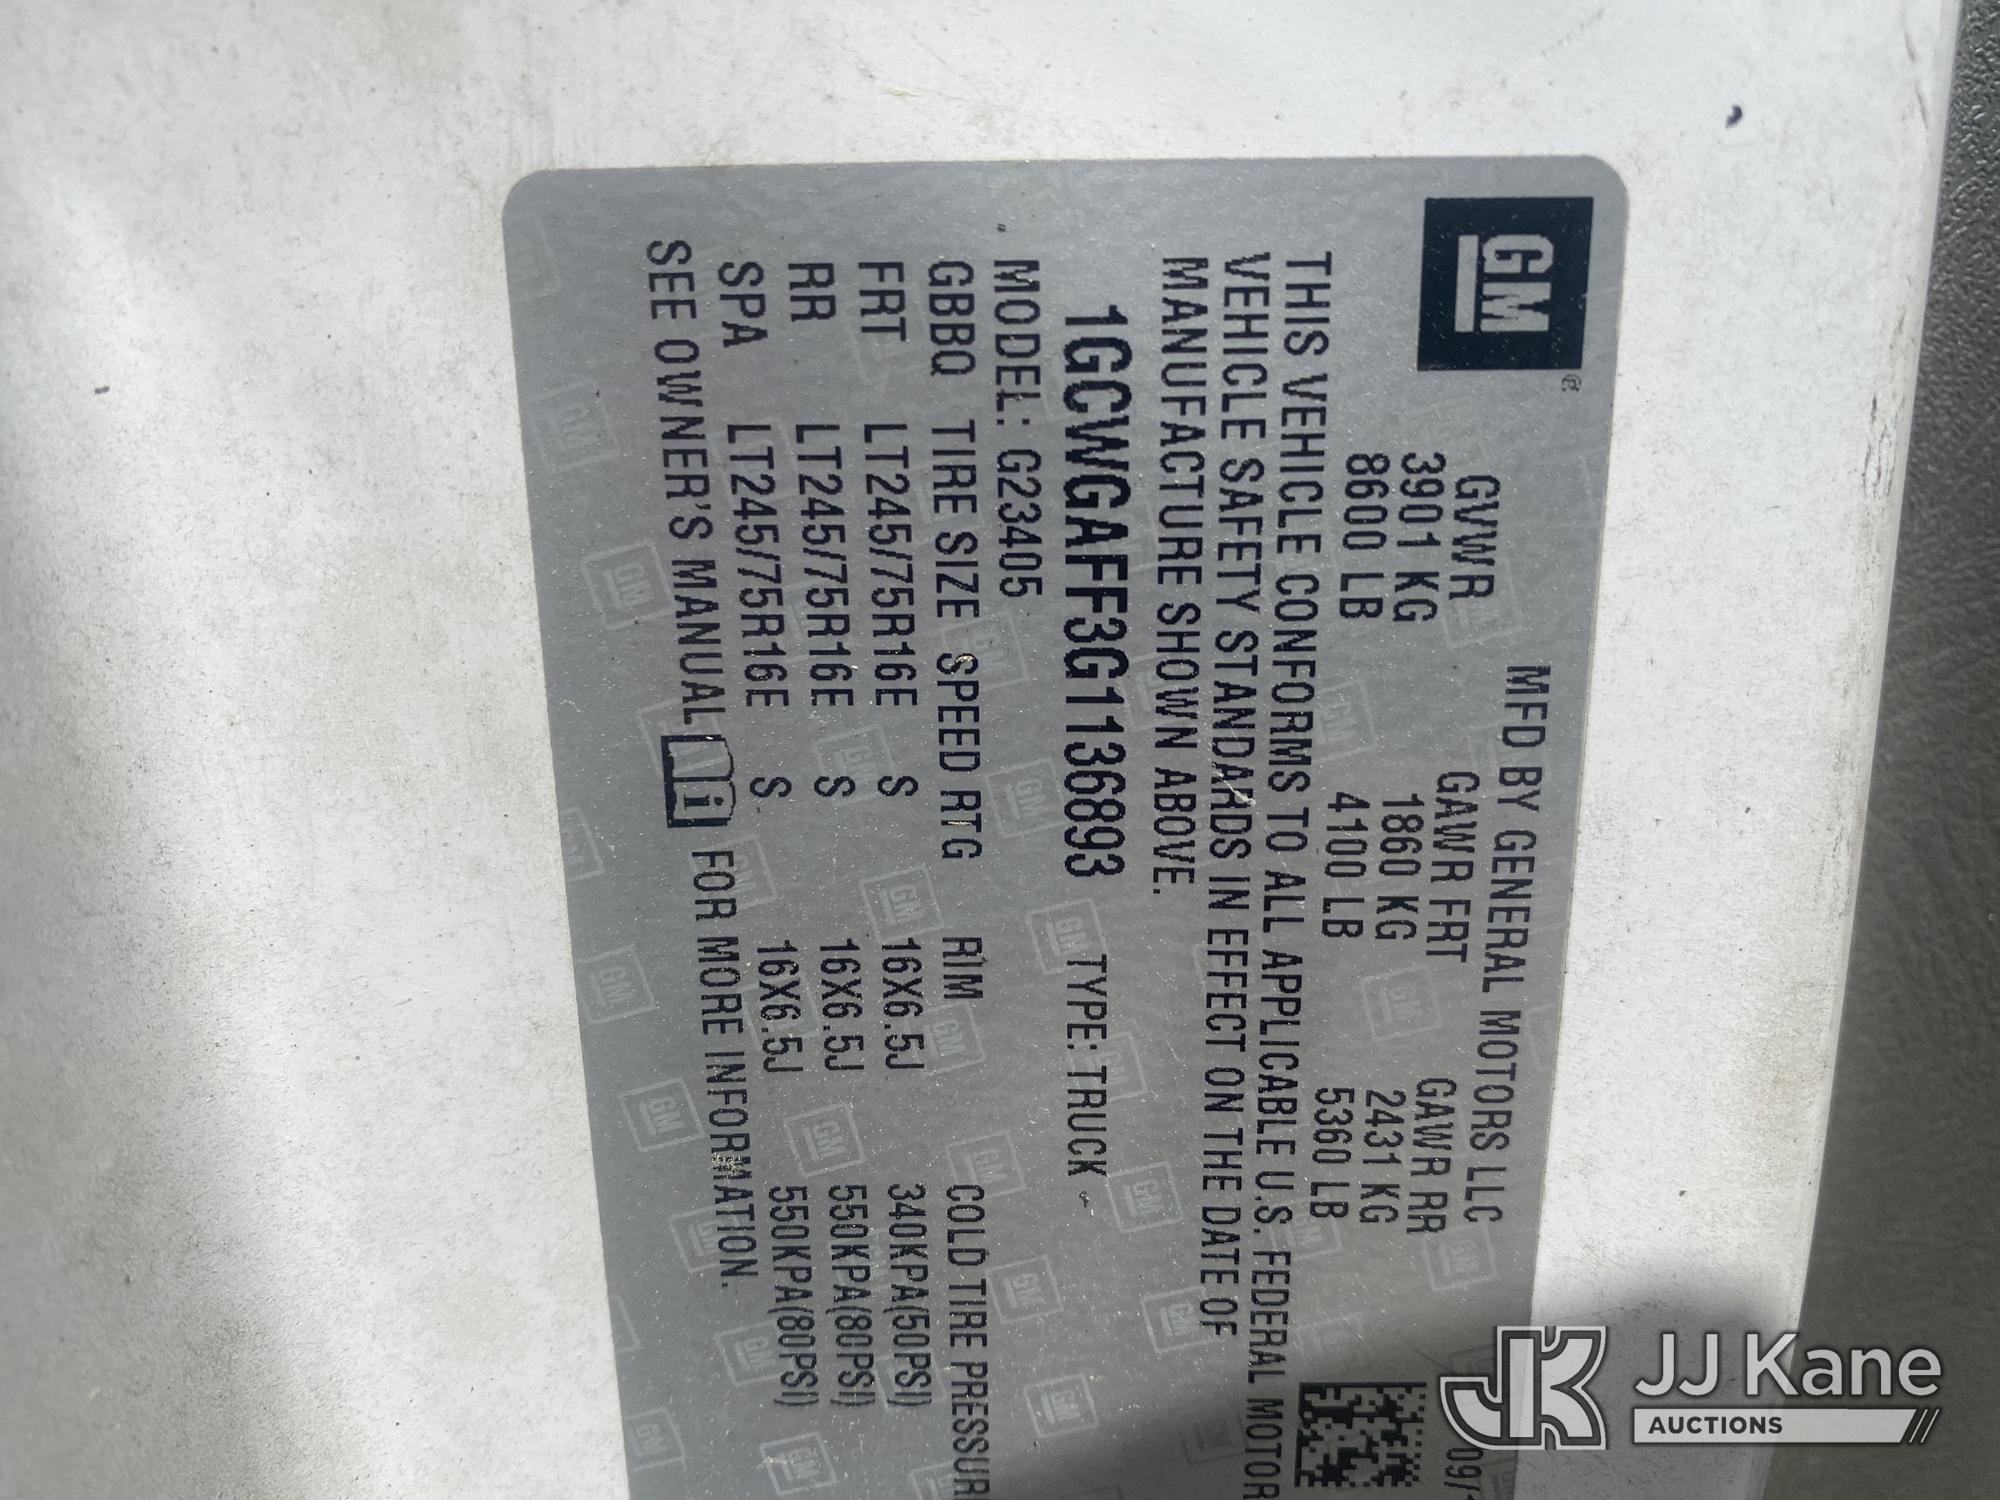 GM ®
MFD BY GENERAL MOTORS LLC 09/
GVWR GAWR FRT GAWR RR
3901 KG 1860 KG 2431 KG
8600 LB 4100 LB 5360 LB
THIS VEHICLE CONFORMS TO ALL APPLICABLE U.S. FEDERAL MOTOR
VEHICLE SAFETY STANDARDS IN EFFECT ON THE DATE OF
MANUFACTURE SHOWN ABOVE.
1GCWGAFF3G1136893 TYPE: TRUCK
MODEL: G23405
GBBQ TIRE SIZE SPEED RTG RIM COLD TIRE PRESSUR
FRT LT245/75R16E S 16X6.5J 340KPA(50PSI)
RR LT245/75R16E S 16X6.5J 550KPA(80PSI)
SPA LT245/75R16E S 16X6.5J 550KPA(80PSI)
SEE OWNER'S MANUAL i FOR MORE INFORMATION.
JK JJ Kane
AUCTIONS